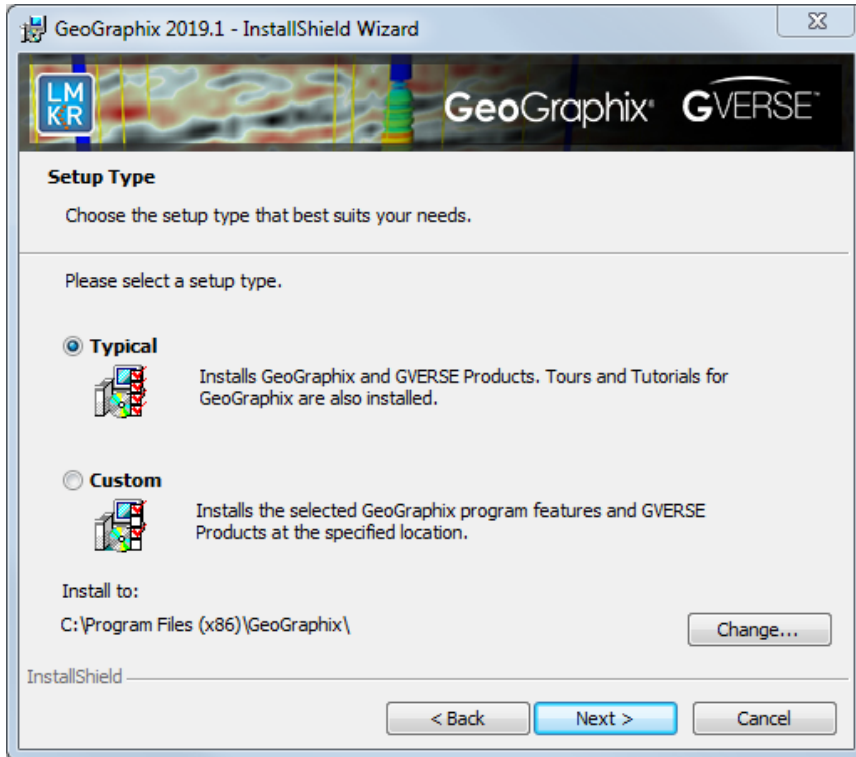 GeoGraphix 2019.1 - InstallShield Wizard
LM
KR
GeoGraphix® GVERSE™
Setup Type
Choose the setup type that best suits your needs.
Please select a setup type.
Typical
Installs GeoGraphix and GVERSE Products. Tours and Tutorials for
GeoGraphix are also installed.
Custom
Installs the selected GeoGraphix program features and GVERSE
Products at the specified location.
Install to:
C:\Program Files (x86)\GeoGraphix\
Change...
InstallShield
< Back Next > Cancel